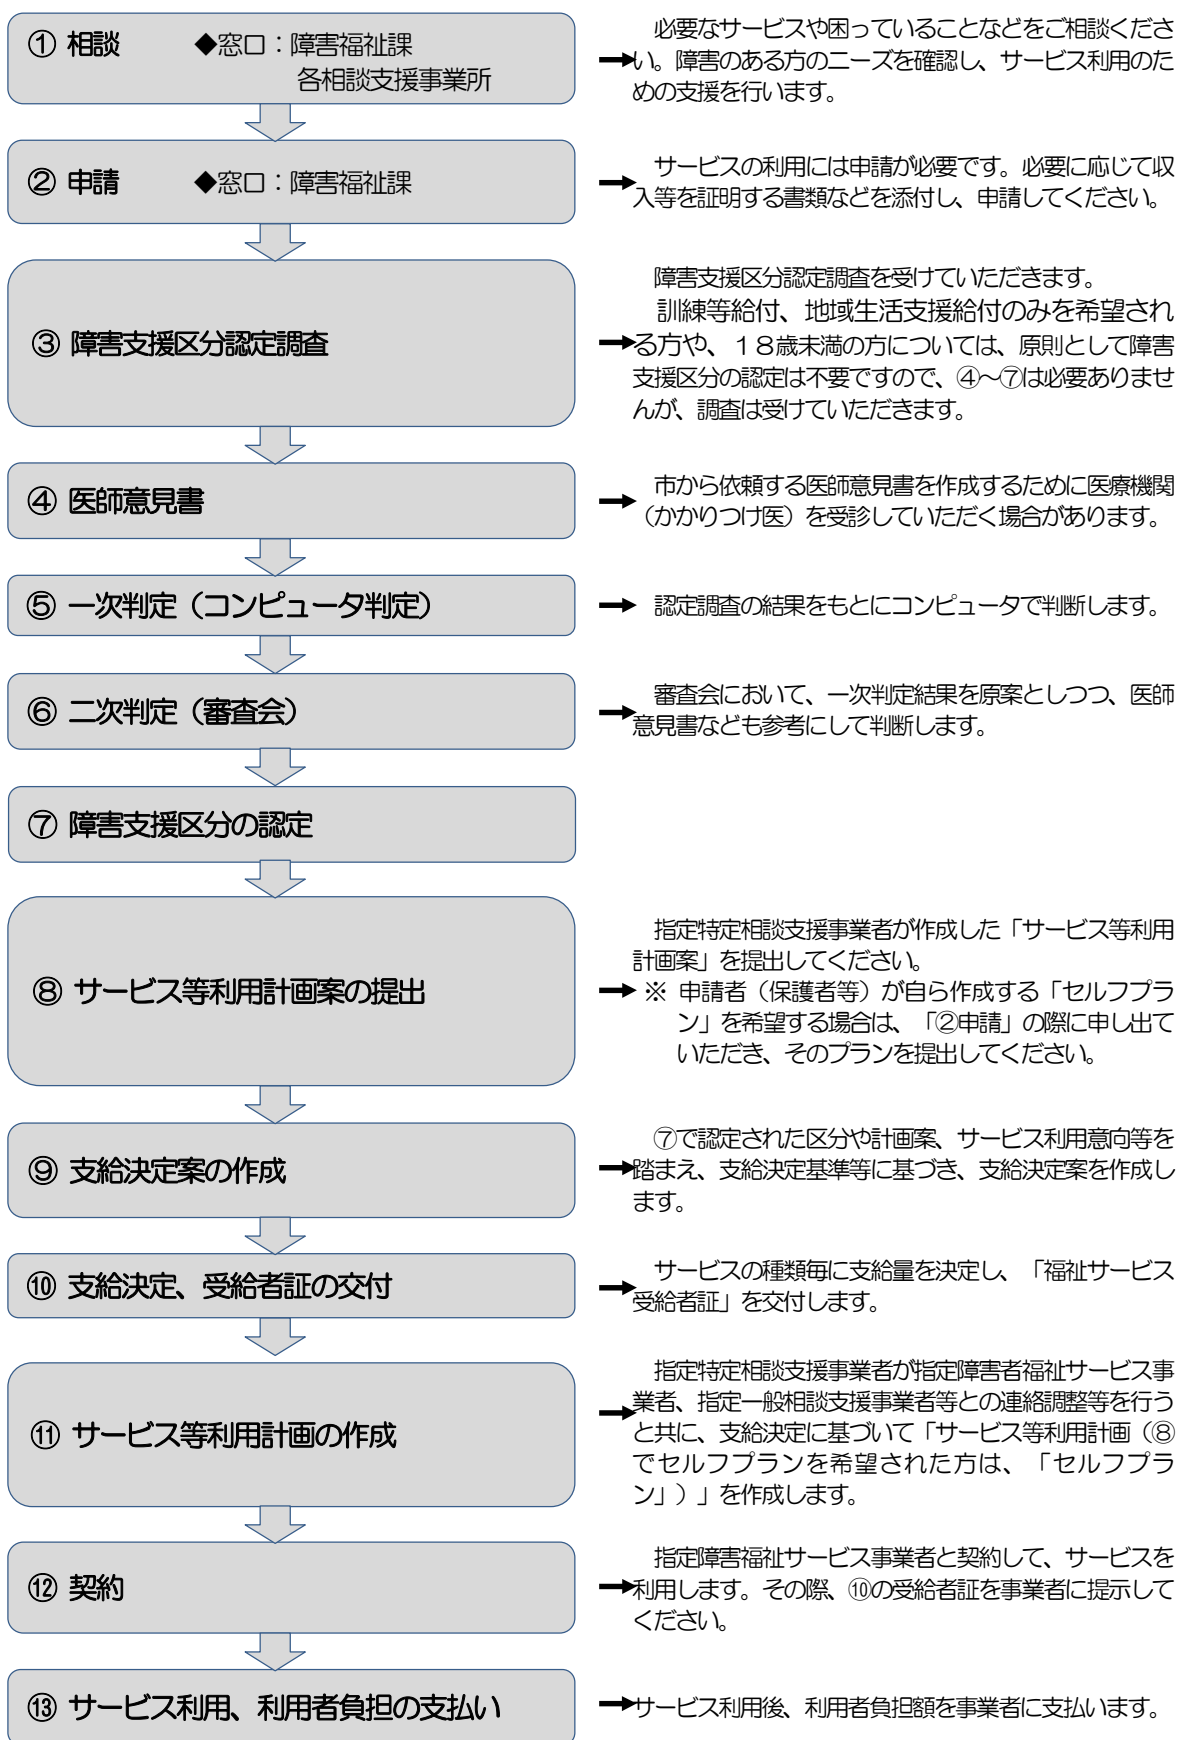 ① 相談　◆窓口：障害福祉課
各相談支援事業所
必要なサービスや困っていることなどをご相談くださ
い。障害のある方のニーズを確認し、サービス利用のた
めの支援を行います。
② 申請　◆窓口：障害福祉課
サービスの利用には申請が必要です。必要に応じて収
入等を証明する書類などを添付し、申請してください。
③ 障害支援区分認定調査
障害支援区分認定調査を受けていただきます。
訓練等給付、地域生活支援給付のみを希望され
る方や、１８歳未満の方については、原則として障害
支援区分の認定は不要ですので、④～⑦は必要ありませ
んが、調査は受けていただきます。
④ 医師意見書
市から依頼する医師意見書を作成するために医療機関
（かかりつけ医）を受診していただく場合があります。
⑤ 一次判定（コンピュータ判定）
認定調査の結果をもとにコンピュータで判断します。
⑥ 二次判定（審査会）
審査会において、一次判定結果を原案としつつ、医師
意見書なども参考にして判断します。
⑦ 障害支援区分の認定
⑧ サービス等利用計画案の提出
指定特定相談支援事業者が作成した「サービス等利用
計画案」を提出してください。
※ 申請者（保護者等）が自ら作成する「セルフプラ
ン」を希望する場合は、「②申請」の際に申し出て
いただき、そのプランを提出してください。
⑨ 支給決定案の作成
⑦で認定された区分や計画案、サービス利用意向等を
踏まえ、支給決定基準等に基づき、支給決定案を作成し
ます。
⑩ 支給決定、受給者証の交付
サービスの種類毎に支給量を決定し、「福祉サービス
受給者証」を交付します。
⑪ サービス等利用計画の作成
指定特定相談支援事業者が指定障害者福祉サービス事
業者、指定一般相談支援事業者等との連絡調整等を行う
と共に、支給決定に基づいて「サービス等利用計画（⑧
でセルフプランを希望された方は、「セルフプラ
ン」）」を作成します。
⑫ 契約
指定障害福祉サービス事業者と契約して、サービスを
利用します。その際、⑩の受給者証を事業者に提示して
ください。
⑬ サービス利用、利用者負担の支払い
サービス利用後、利用者負担額を事業者に支払います。